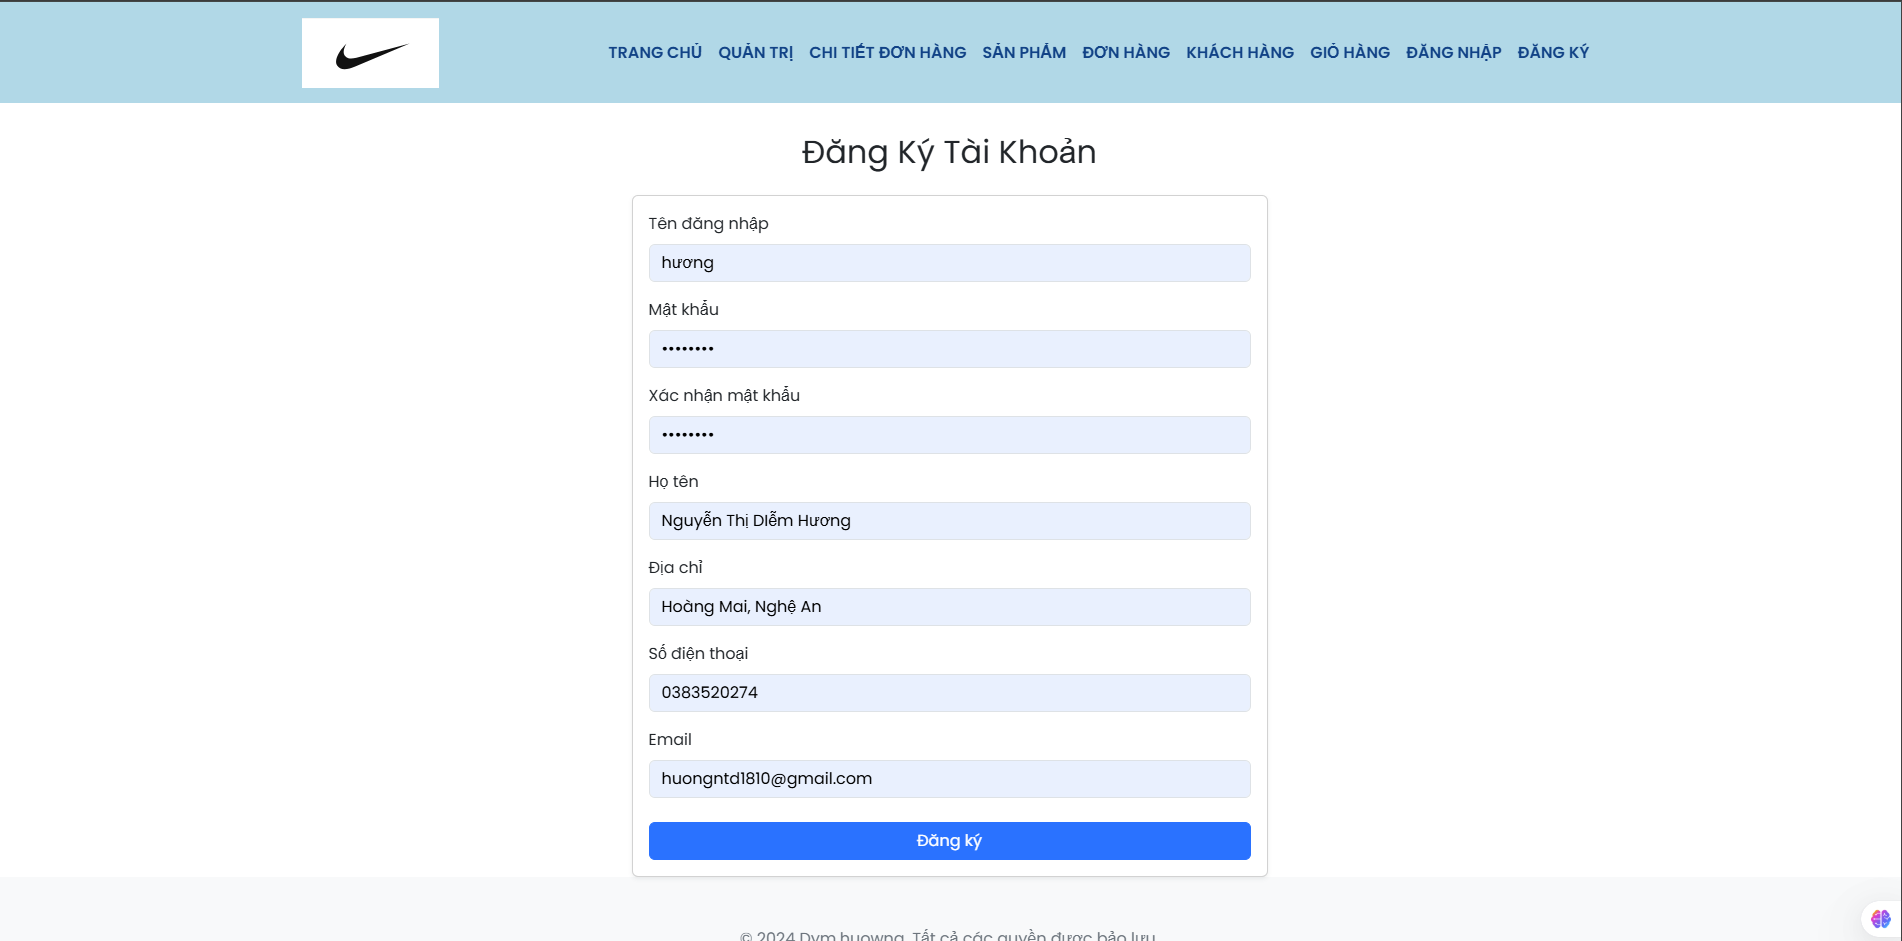 TRANG CHỦ QUẢN TRỊ CHI TIẾT ĐƠN HÀNG SẢN PHẨM ĐƠN HÀNG KHÁCH HÀNG GIỎ HÀNG ĐĂNG NHẬP ĐĂNG KÝ
Đăng Ký Tài Khoản
Tên đăng nhập
hương
Mật khẩu
••••••••
Xác nhận mật khẩu
••••••••
Họ tên
Nguyễn Thị DIễm Hương
Địa chỉ
Hoàng Mai, Nghệ An
Số điện thoại
0383520274
Email
huongntd1810@gmail.com
Đăng ký
© 2024 Dym huowng. Tất cả các quyền được bảo lưu